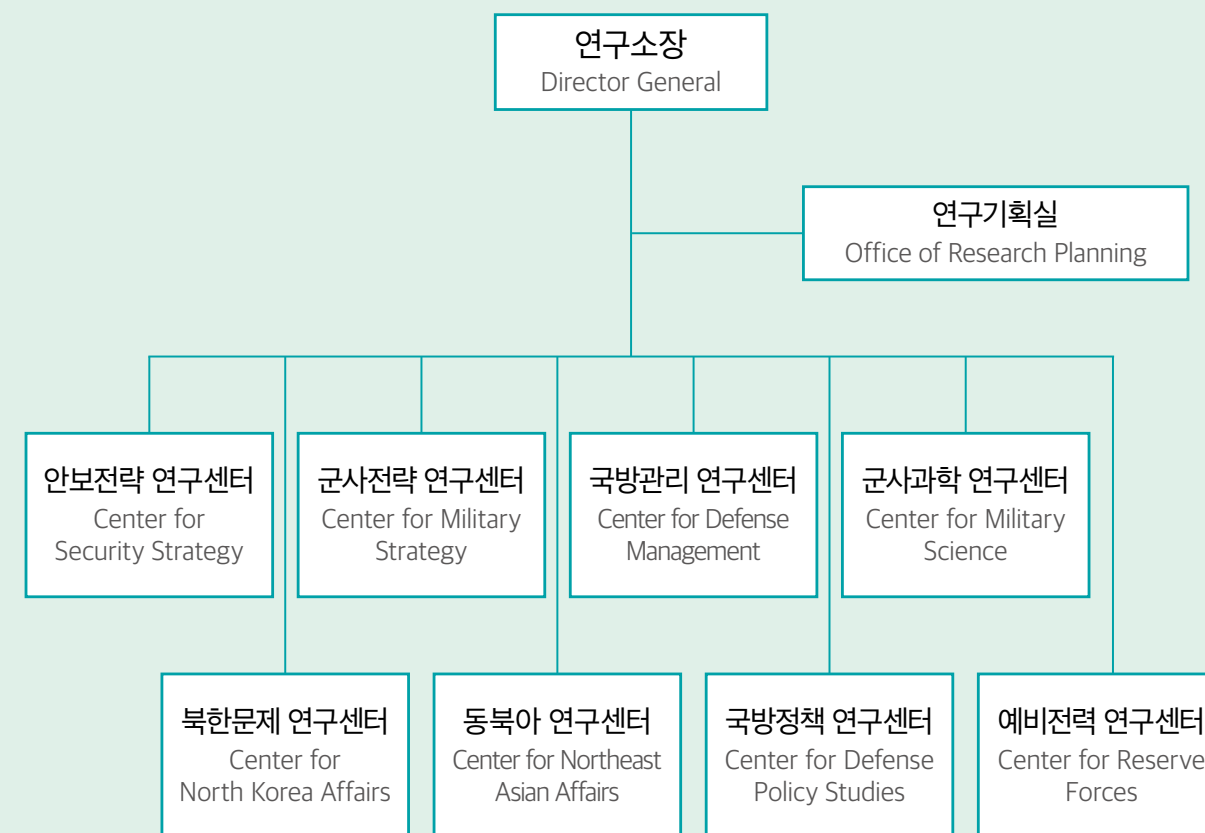 연구소장
Director General
연구기획실
Office of Research Planning
안보전략 연구센터
Center for
Security Strategy
군사전략 연구센터
Center for Military
Strategy
국방관리 연구센터
Center for Defense
Management
군사과학 연구센터
Center for Military
Science
북한문제 연구센터
Center for
North Korea Affairs
동북아 연구센터
Center for Northeast
Asian Affairs
국방정책 연구센터
Center for Defense
Policy Studies
예비전력 연구센터
Center for Reserve
Forces